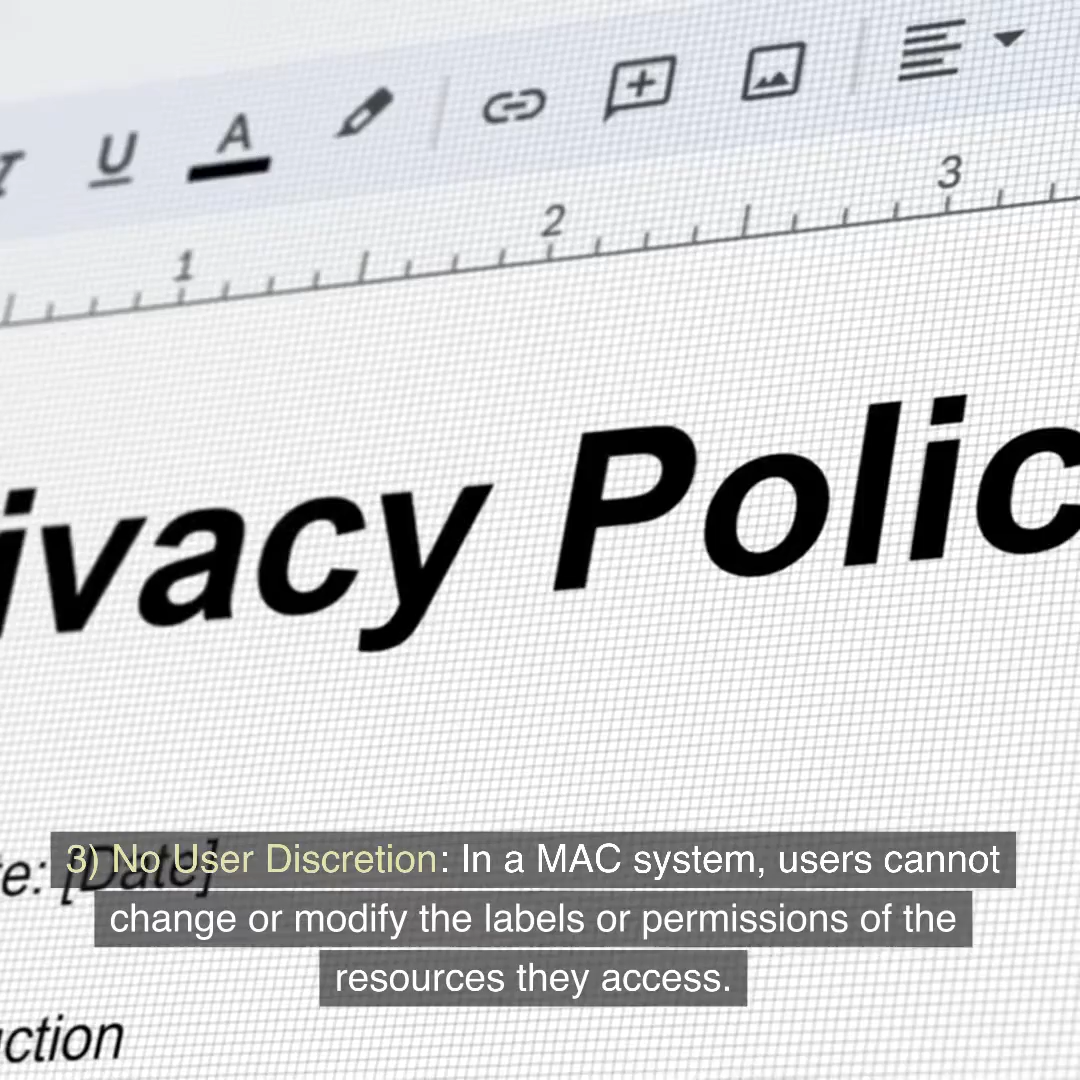 U A
1 2 3
ivacy Polic
te: [Date]
3) No User Discretion: In a MAC system, users cannot
change or modify the labels or permissions of the
resources they access.
ction